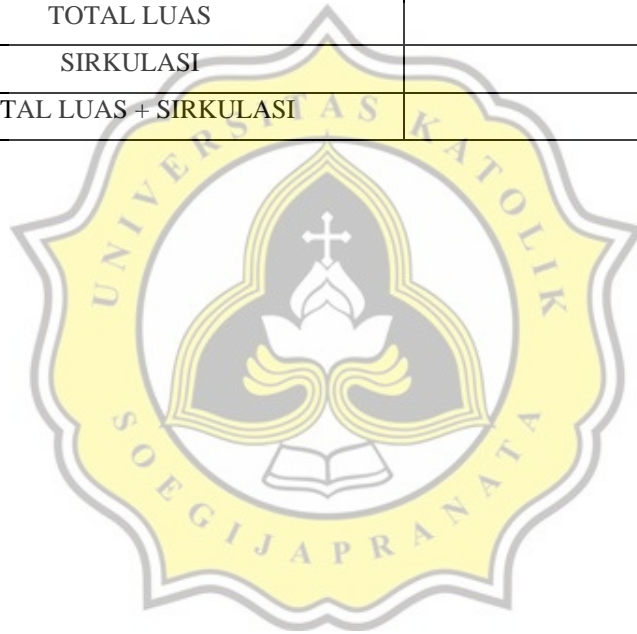 TOTAL LUAS
SIRKULASI
TAL LUAS + SIRKULASI
UNIVERSITAS KATOLIK
SOEGIJAPRANATA